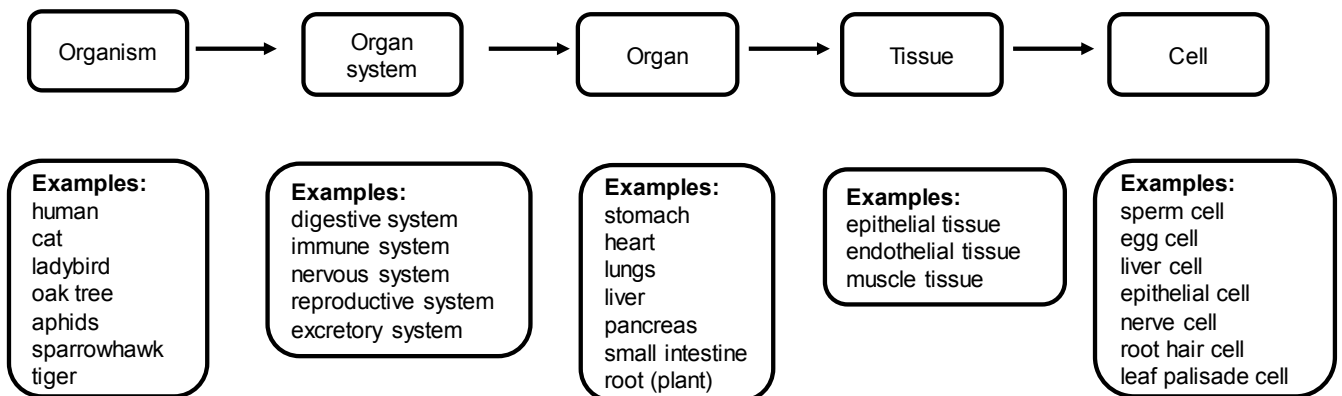 Organism
Organ
system
Organ
Tissue
Cell
Examples:
human
cat
ladybird
oak tree
aphids
sparrowhawk
tiger
Examples:
digestive system
immune system
nervous system
reproductive system
excretory system
Examples:
stomach
heart
lungs
liver
pancreas
small intestine
root (plant)
Examples:
epithelial tissue
endothelial tissue
muscle tissue
Examples:
sperm cell
egg cell
liver cell
epithelial cell
nerve cell
root hair cell
leaf palisade cell